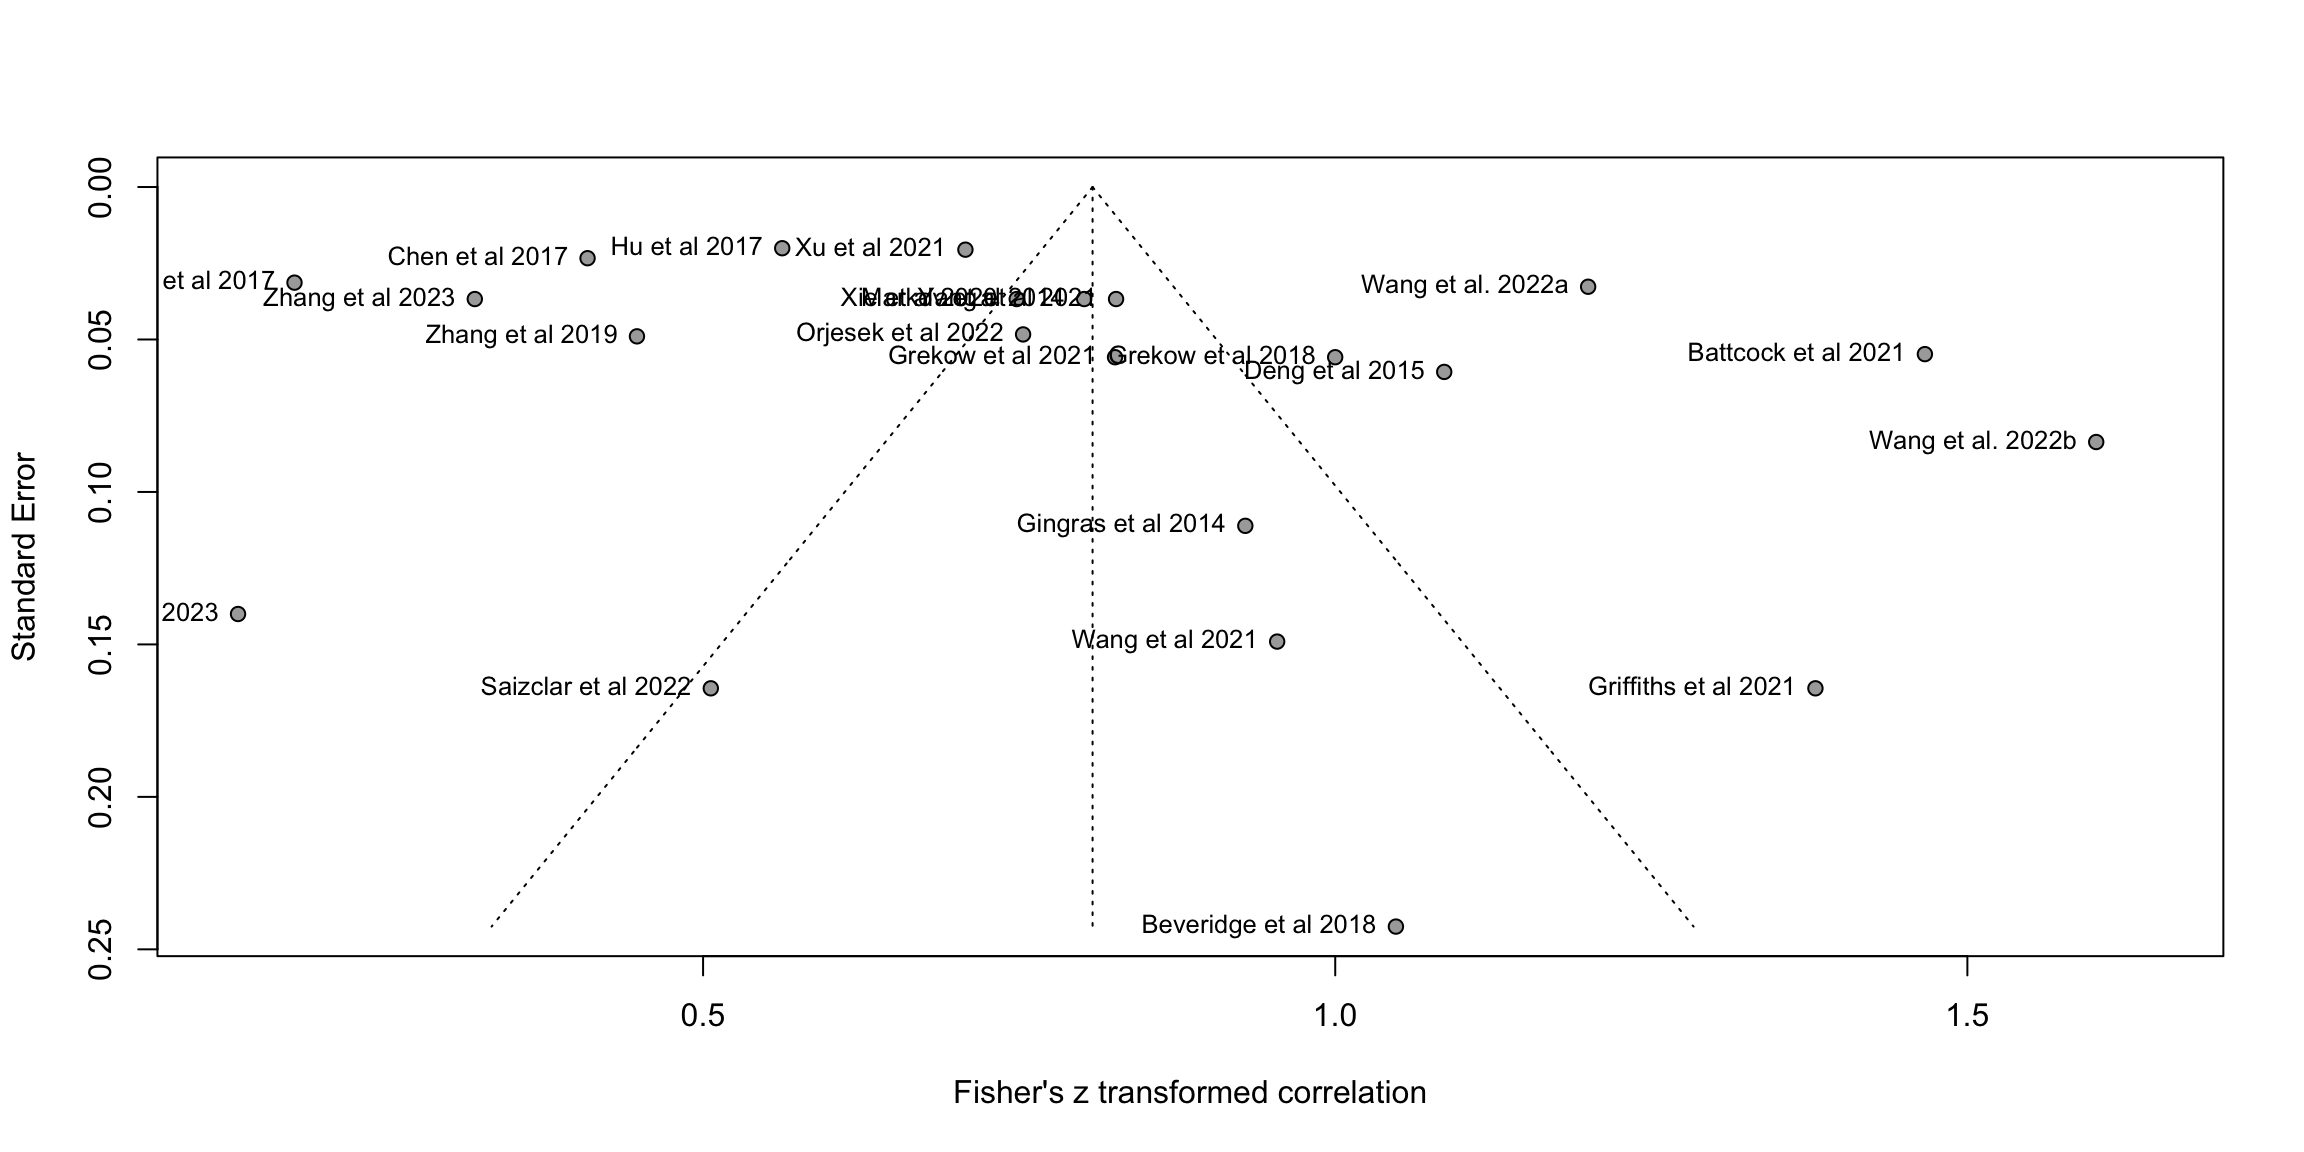 0.00
0.05
0.10
0.15
0.20
0.25
Standard Error
Hu et al 2017
Xu et al 2021
Chen et al 2017
et al 2017
Wang et al. 2022a
Zhang et al 2023
Orjesek et al 2022
Zhang et al 2019
Battcock et al 2021
Grekow et al 2021
Grekow et al 2018
Deng et al 2015
Wang et al. 2022b
Gingras et al 2014
2023
Wang et al 2021
Saizclar et al 2022
Griffiths et al 2021
Beveridge et al 2018
0.5
1.0
1.5
Fisher's z transformed correlation